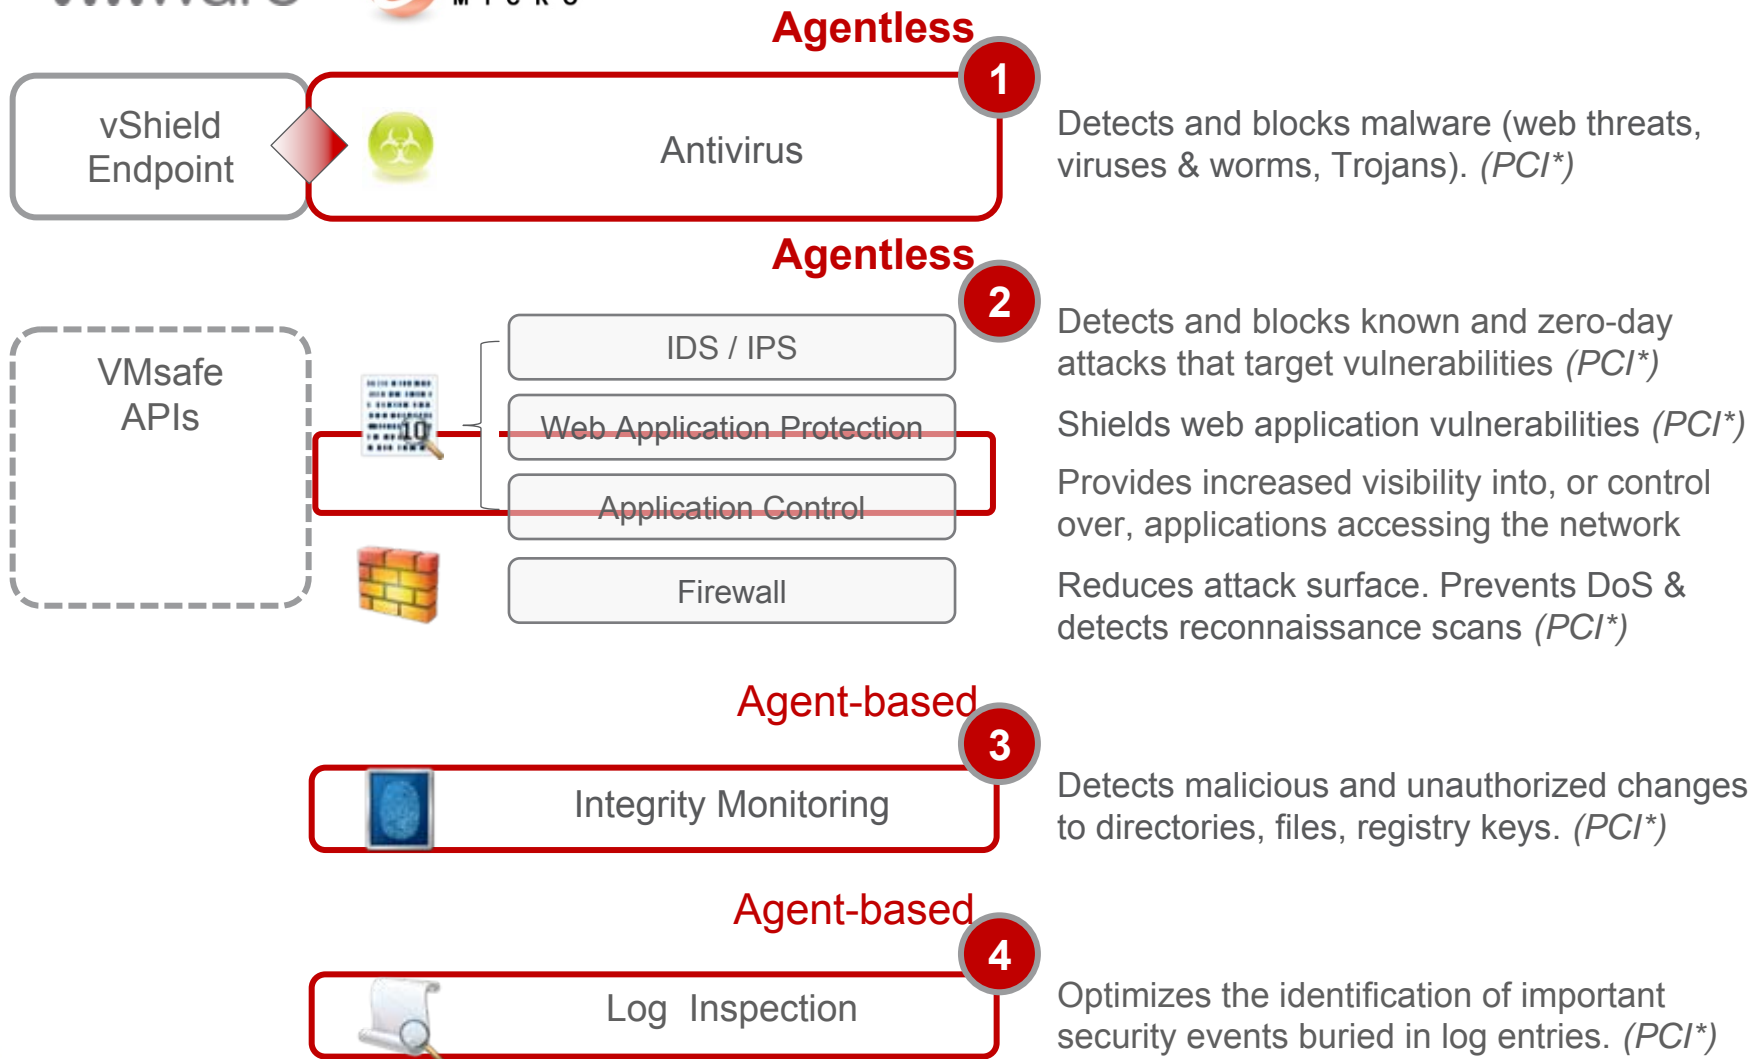 MICRO
Agentless
1
vShield
Endpoint
Antivirus
Detects and blocks malware (web threats,
viruses & worms, Trojans). (PCI*)
Agentless
2
VMsafe
APIs
IDS / IPS
Detects and blocks known and zero-day
attacks that target vulnerabilities (PCI*)
10
Web Application Protection
Shields web application vulnerabilities (PCI*)
Application Control
Provides increased visibility into, or control
over, applications accessing the network
Firewall
Reduces attack surface. Prevents DoS &
detects reconnaissance scans (PCI*)
Agent-based
3
Integrity Monitoring
Detects malicious and unauthorized changes
to directories, files, registry keys. (PCI*)
Agent-based
4
Log Inspection
Optimizes the identification of important
security events buried in log entries. (PCI*)